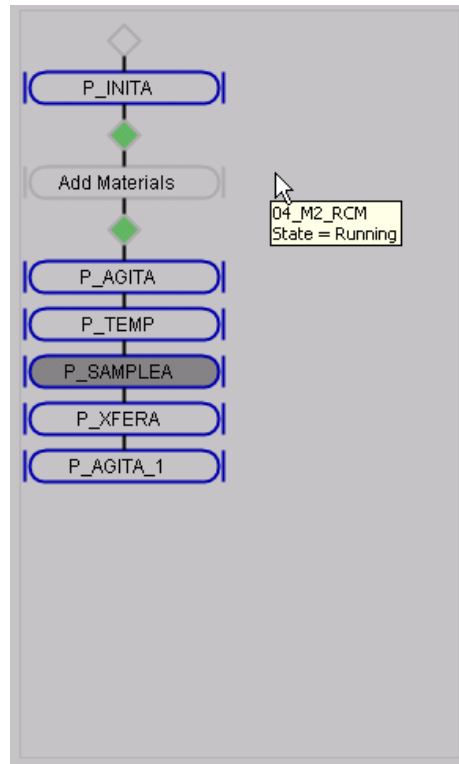 P_INITA
Add Materials
04_M2_RCM
State = Running
P_AGITA
P_TEMP
P_SAMPLEA
P_XFERA
P_AGITA_1